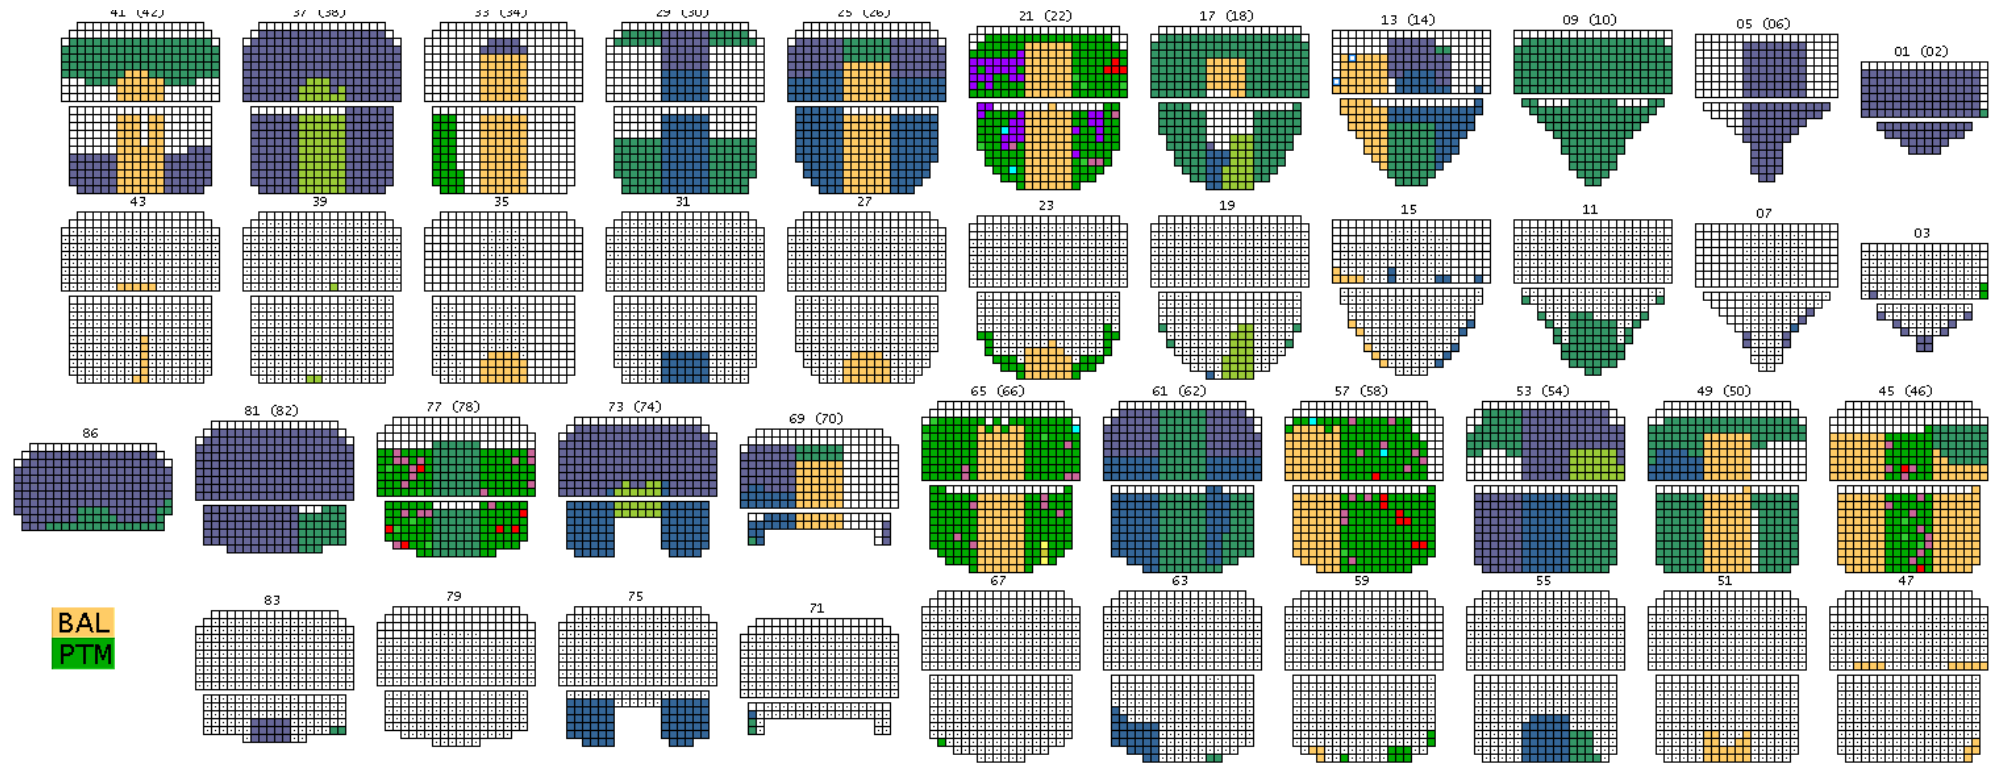 41 (42) 37 (38) 33 (34) 29 (30) 25 (26) 21 (22) 17 (18) 13 (14) 09 (10) 05 (06) 01 (02)
43 39 35 31 27 23 19 15 11 07 03
86 81 (82) 77 (78) 73 (74) 69 (70) 65 (66) 61 (62) 57 (58) 53 (54) 49 (50) 45 (46)
83 79 75 71 67 63 59 55 51 47
BAL
PTM